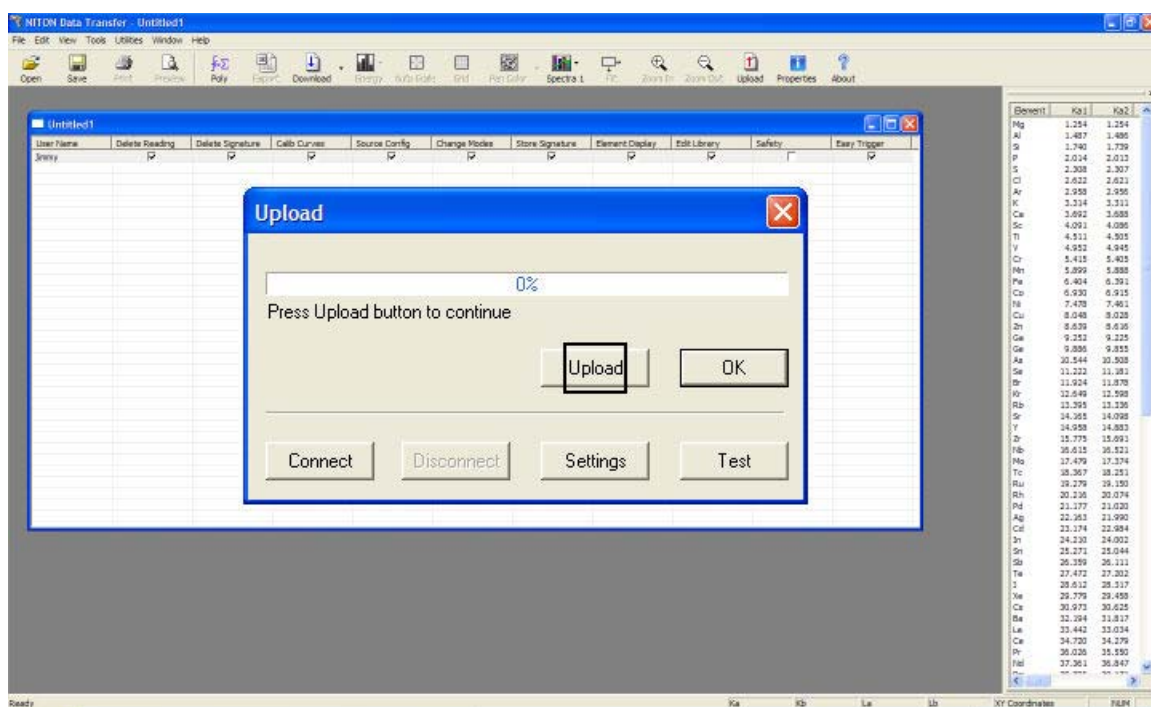 NITON Data Transfer - Untitled1
File Edit View Tools Utilities Window Help
Open Save Print Preview Poly Export Download Energy Auto Scale Grid Pen Color Spectra 1 Fit Zoom In Zoom Out Upload Properties About
Untitled1
User Name Delete Reading Delete Signature Calib Curves Source Config Change Modes Store Signature Element Display Edit Library Safety Easy Trigger
Jimmy
Upload
0%
Press Upload button to continue
Upload OK
Connect Disconnect Settings Test
Element Ka1 Ka2
Mg 1.254 1.254
Al 1.487 1.486
Si 1.740 1.739
P 2.014 2.013
S 2.308 2.307
Cl 2.622 2.621
Ar 2.958 2.956
K 3.314 3.311
Ca 3.692 3.688
Sc 4.091 4.086
Ti 4.511 4.505
V 4.952 4.945
Cr 5.415 5.405
Mn 5.899 5.888
Fe 6.404 6.391
Co 6.930 6.915
Ni 7.478 7.461
Cu 8.048 8.028
Zn 8.639 8.616
Ga 9.252 9.225
Ge 9.886 9.855
As 10.544 10.508
Se 11.222 11.181
Br 11.924 11.878
Kr 12.649 12.598
Rb 13.395 13.336
Sr 14.165 14.098
Y 14.958 14.883
Zr 15.775 15.691
Nb 16.615 16.521
Mo 17.479 17.374
Tc 18.367 18.251
Ru 19.279 19.150
Rh 20.216 20.074
Pd 21.177 21.020
Ag 22.163 21.990
Cd 23.174 22.984
In 24.210 24.002
Sn 25.271 25.044
Sb 26.359 26.111
Te 27.472 27.202
I 28.612 28.317
Xe 29.779 29.458
Cs 30.973 30.625
Ba 32.194 31.817
La 33.442 33.034
Ce 34.720 34.279
Pr 36.026 35.550
Nd 37.361 36.847
Ready Ka Kb La Lb XY Coordinates NUM